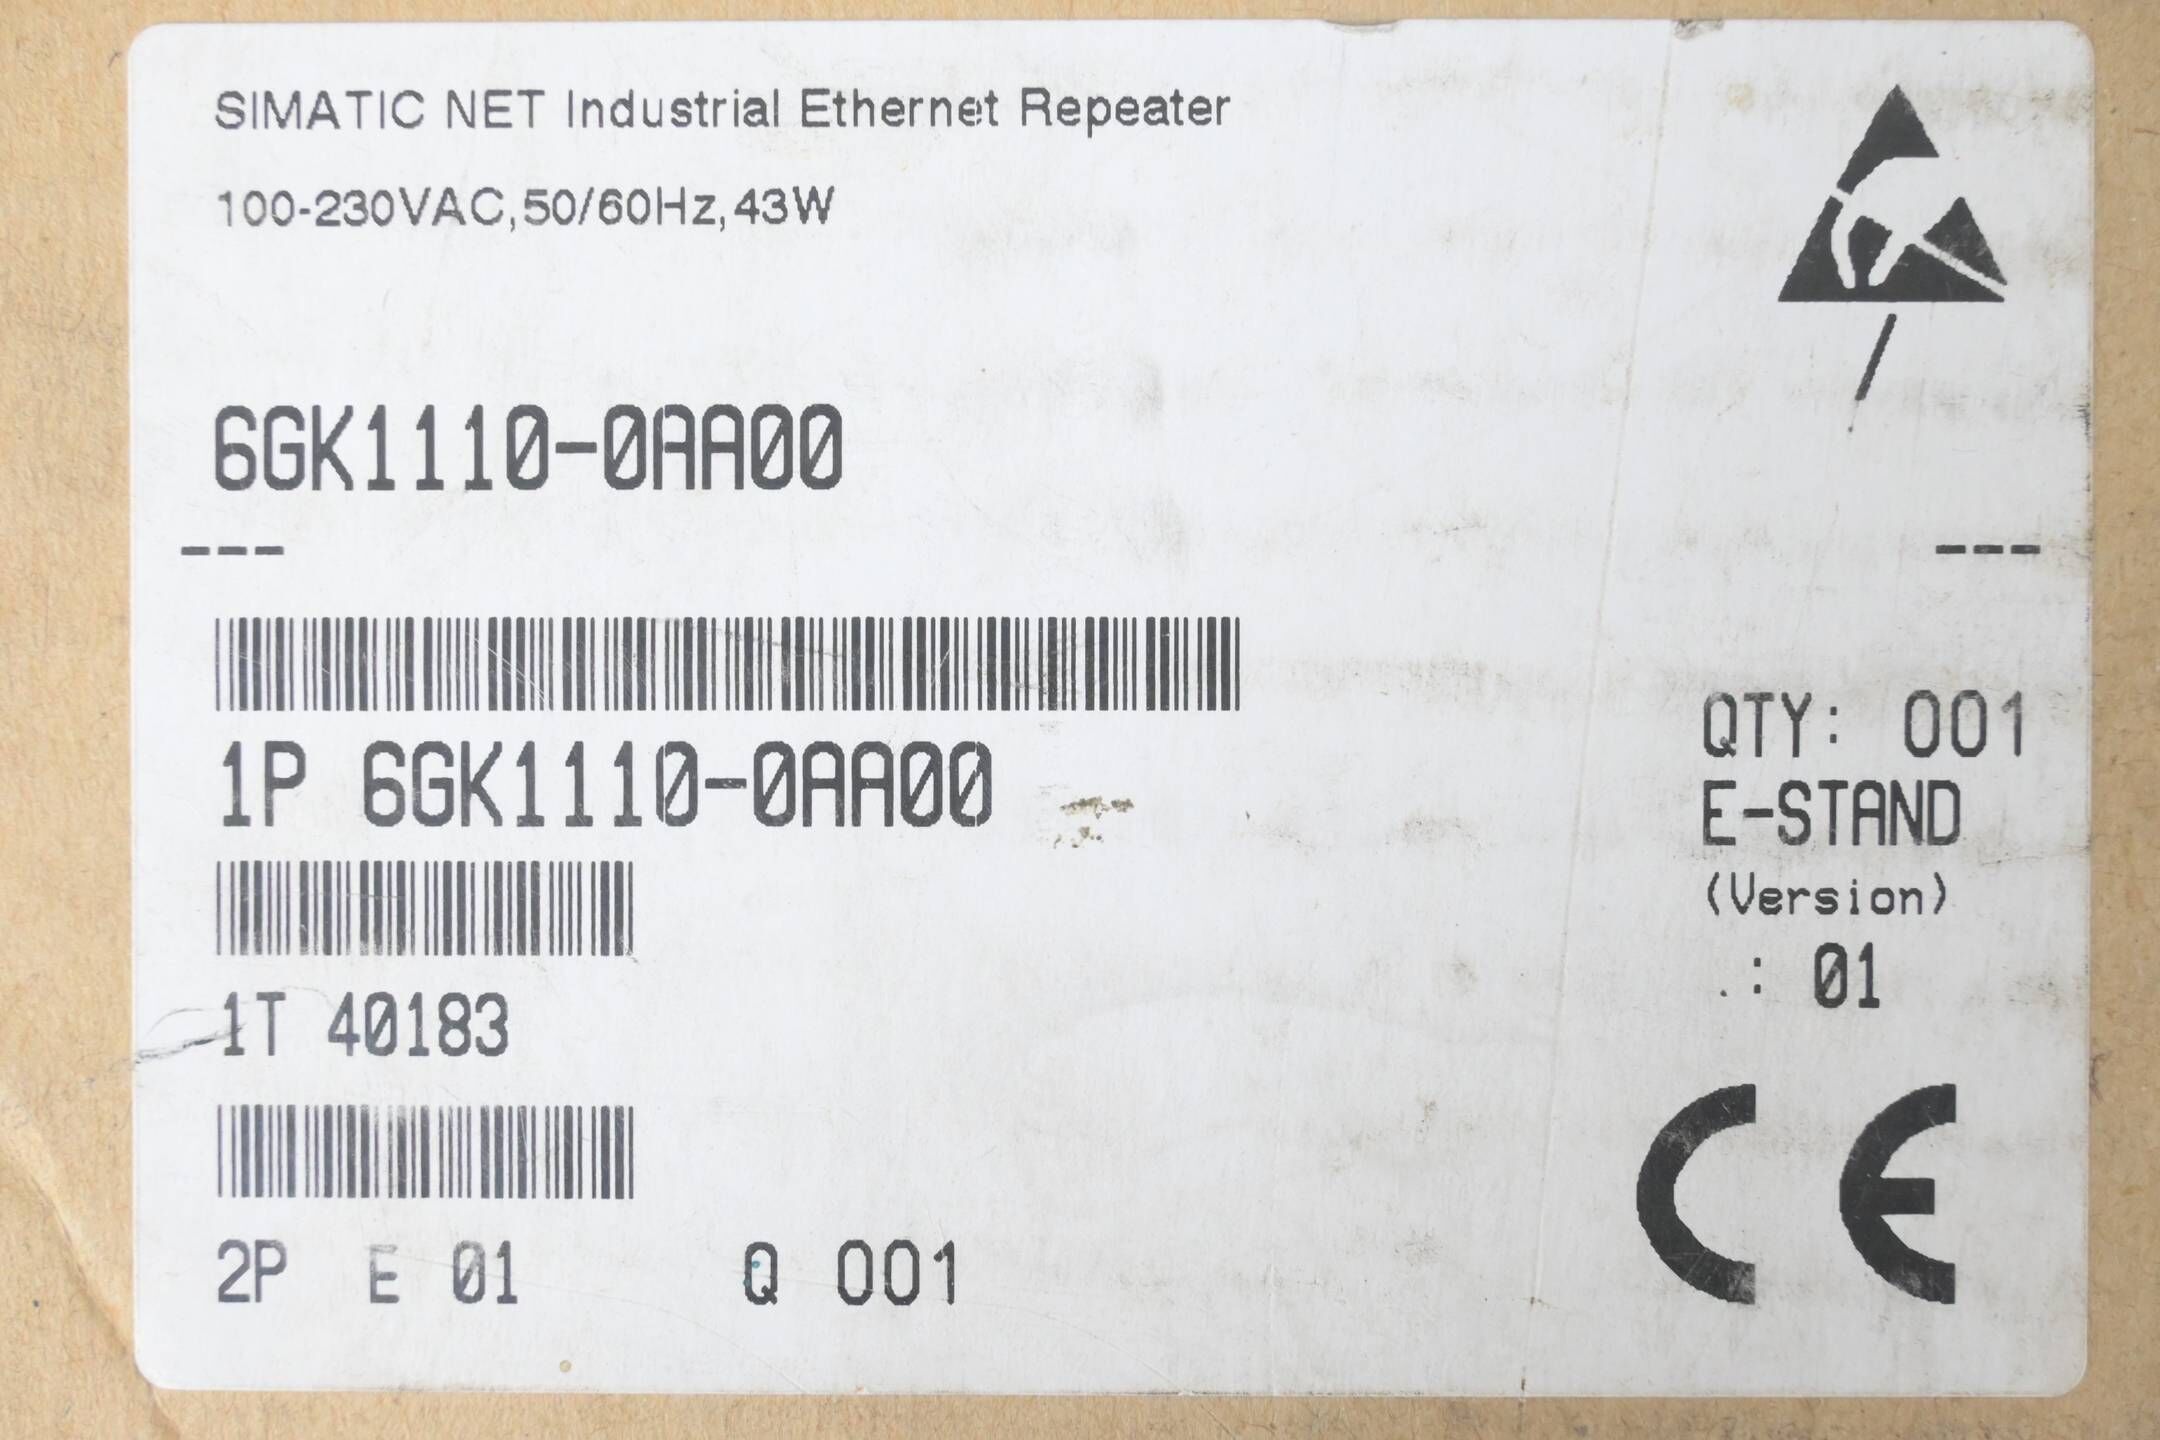 SIMATIC NET Industrial Ethernet Repeater
100-230VAC,50/60Hz,43W
6GK1110-0AA00
---
---
1P 6GK1110-0AA00
QTY: 001
E-STAND
(Version)
.: 01
1T 40183
CE
2P E 01 Q 001